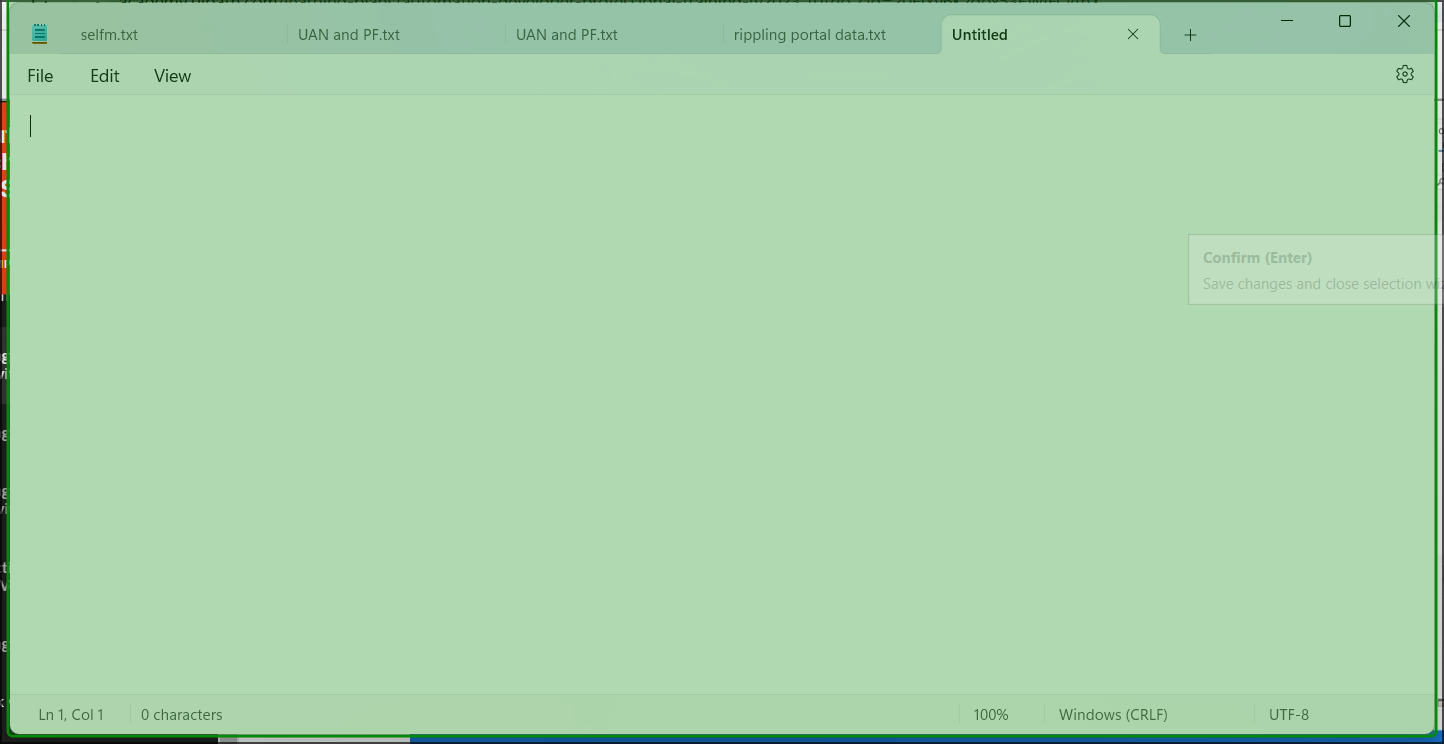 selfm.txt UAN and PF.txt UAN and PF.txt rippling portal data.txt Untitled
File Edit View
Confirm (Enter)
Save changes and close selection wiz
Ln 1, Col 1 0 characters 100% Windows (CRLF) UTF-8